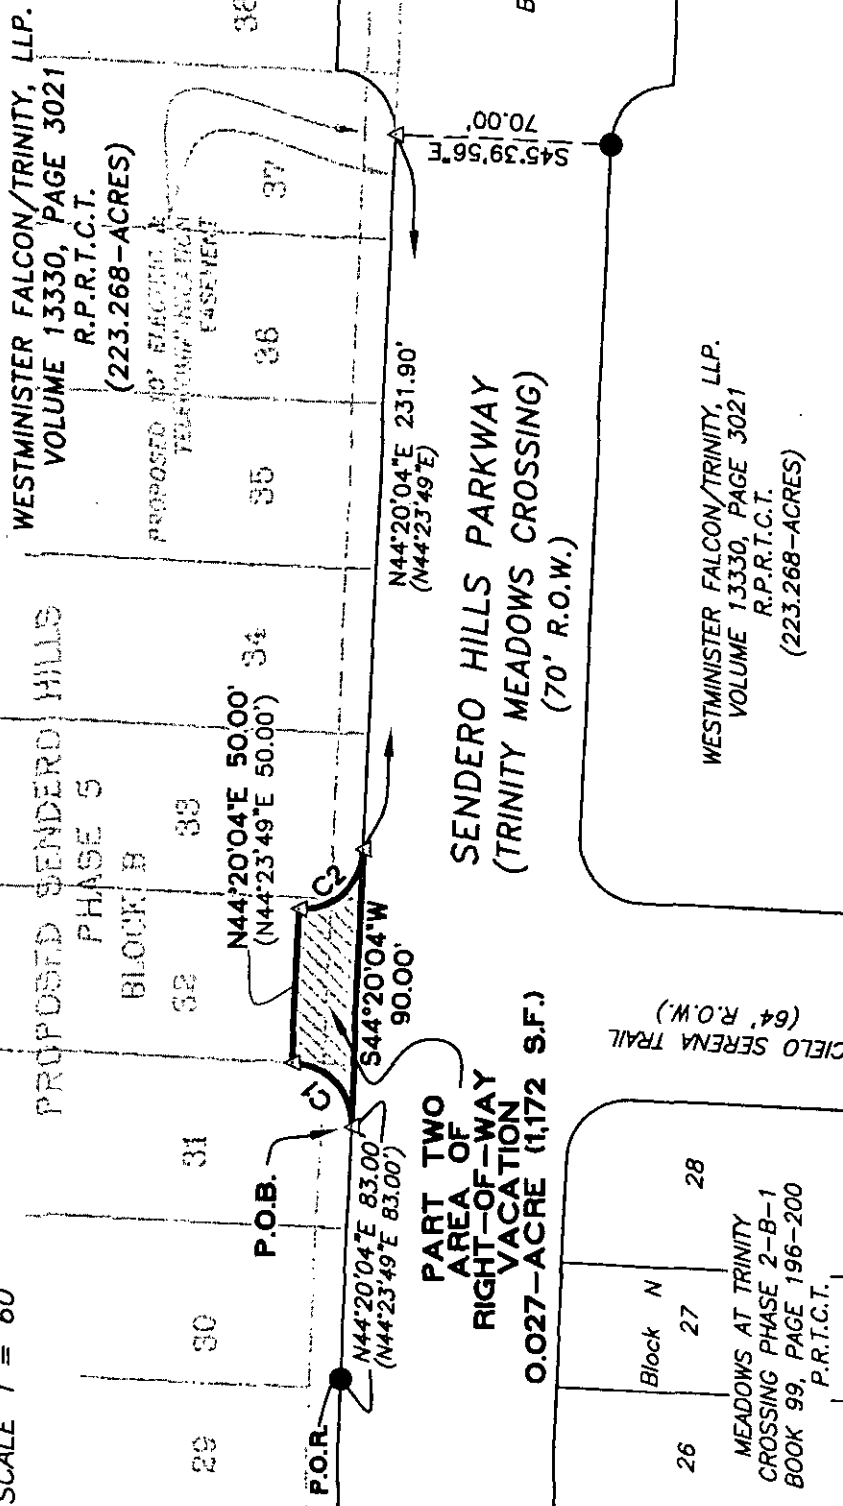 SCALE 1" = 60'
WESTMINISTER FALCON/TRINITY, LLP.
VOLUME 13330, PAGE 3021
R.P.R.T.C.T.
(223.268-ACRES)
PROPOSED 10' ELECTRIC &
TELECOMMUNICATION
EASEMENT
PROPOSED SENDERO HILLS
PHASE 5
BLOCK B
29
30
31
32
33
34
35
36
37
38
P.O.R.
P.O.B.
N44°20'04"E 83.00'
(N44°23'49"E 83.00')
C1
N44°20'04"E 50.00'
(N44°23'49"E 50.00')
C2
S44°20'04"W
90.00'
N44°20'04"E 231.90'
(N44°23'49"E)
S45°39'56"E
70.00'
B
PART TWO
AREA OF
RIGHT-OF-WAY
VACATION
0.027-ACRE (1,172 S.F.)
SENDERO HILLS PARKWAY
(TRINITY MEADOWS CROSSING)
(70' R.O.W.)
CIELO SERENA TRAIL
(64' R.O.W.)
WESTMINISTER FALCON/TRINITY, LLP.
VOLUME 13330, PAGE 3021
R.P.R.T.C.T.
(223.268-ACRES)
Block N
26
27
28
MEADOWS AT TRINITY
CROSSING PHASE 2-B-1
BOOK 99, PAGE 196-200
P.R.T.C.T.